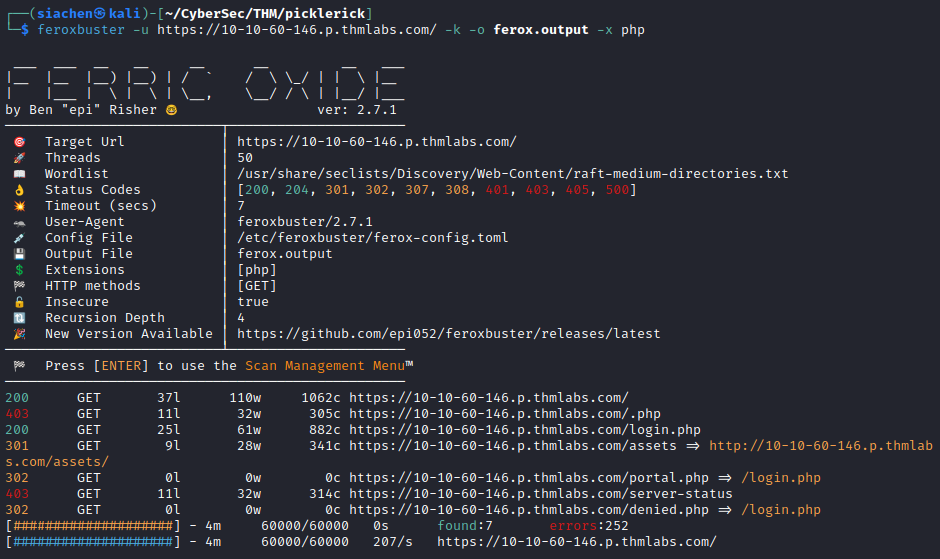 ┌──(siachen㉿kali)-[~/CyberSec/THM/picklerick]
└─$ feroxbuster -u https://10-10-60-146.p.thmlabs.com/ -k -o ferox.output -x php
FERRIC OXIDE
by Ben "epi" Risher 🤓 ver: 2.7.1
🎯 Target Url │ https://10-10-60-146.p.thmlabs.com/
🚀 Threads │ 50
📖 Wordlist │ /usr/share/seclists/Discovery/Web-Content/raft-medium-directories.txt
👌 Status Codes │ [200, 204, 301, 302, 307, 308, 401, 403, 405, 500]
💥 Timeout (secs) │ 7
🦡 User-Agent │ feroxbuster/2.7.1
💉 Config File │ /etc/feroxbuster/ferox-config.toml
💾 Output File │ ferox.output
💲 Extensions │ [php]
🏁 HTTP methods │ [GET]
🔓 Insecure │ true
🔃 Recursion Depth │ 4
🎉 New Version Available │ https://github.com/epi052/feroxbuster/releases/latest
🏁 Press [ENTER] to use the Scan Management Menu™
200 GET 37l 110w 1062c https://10-10-60-146.p.thmlabs.com/
403 GET 11l 32w 305c https://10-10-60-146.p.thmlabs.com/.php
200 GET 25l 61w 882c https://10-10-60-146.p.thmlabs.com/login.php
301 GET 9l 28w 341c https://10-10-60-146.p.thmlabs.com/assets => http://10-10-60-146.p.thmlab
s.com/assets/
302 GET 0l 0w 0c https://10-10-60-146.p.thmlabs.com/portal.php => /login.php
403 GET 11l 32w 314c https://10-10-60-146.p.thmlabs.com/server-status
302 GET 0l 0w 0c https://10-10-60-146.p.thmlabs.com/denied.php => /login.php
[####################] - 4m 60000/60000 0s found:7 errors:252
[####################] - 4m 60000/60000 207/s https://10-10-60-146.p.thmlabs.com/